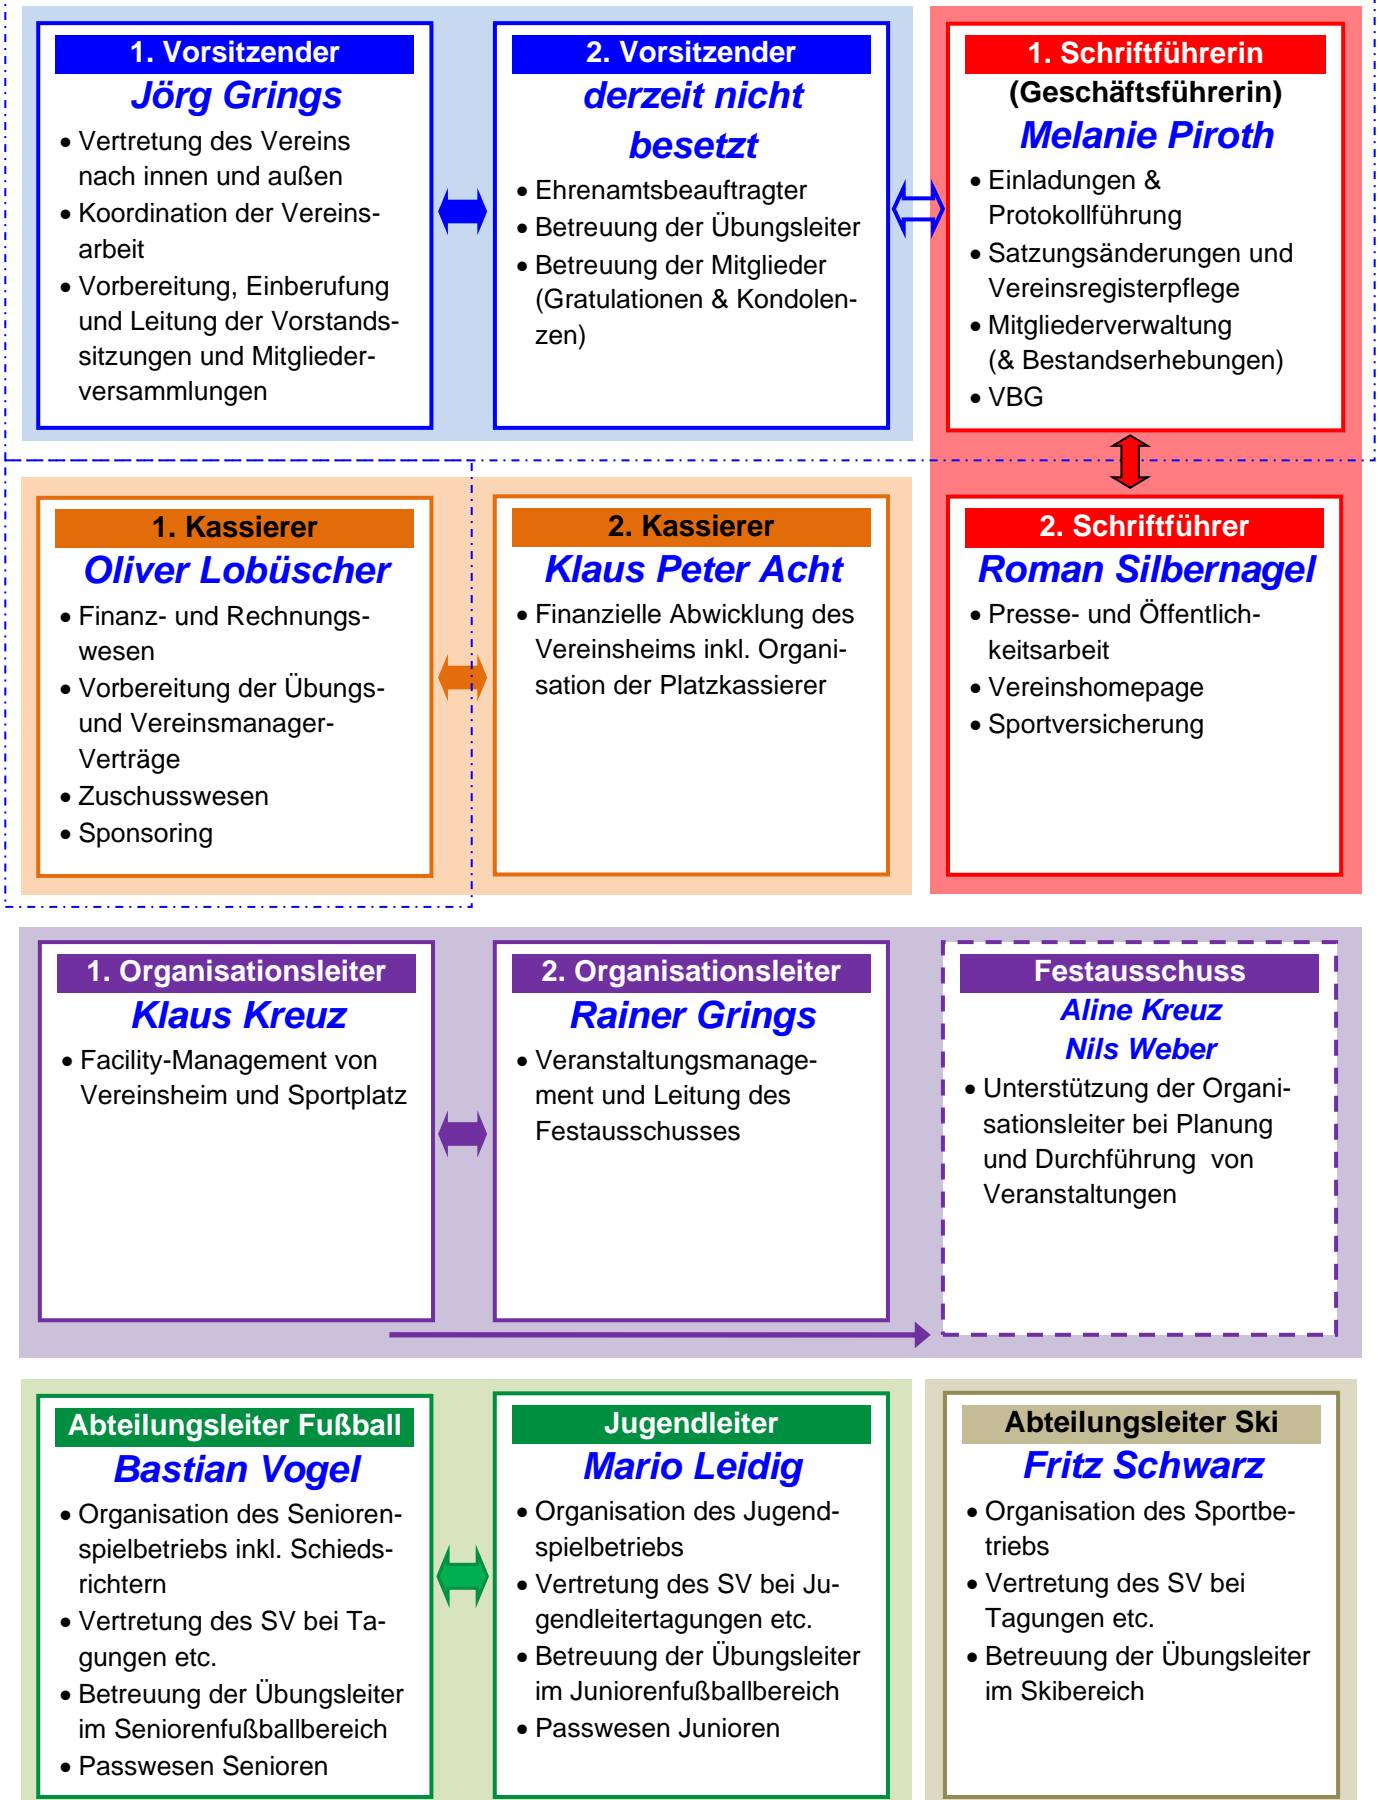 1. Vorsitzender
Jörg Grings
• Vertretung des Vereins
nach innen und außen
• Koordination der Vereins-
arbeit
• Vorbereitung, Einberufung
und Leitung der Vorstands-
sitzungen und Mitglieder-
versammlungen
2. Vorsitzender
derzeit nicht
besetzt
• Ehrenamtsbeauftragter
• Betreuung der Übungsleiter
• Betreuung der Mitglieder
(Gratulationen & Kondolen-
zen)
1. Schriftführerin
(Geschäftsführerin)
Melanie Piroth
• Einladungen &
Protokollführung
• Satzungsänderungen und
Vereinsregisterpflege
• Mitgliederverwaltung
(& Bestandserhebungen)
• VBG
1. Kassierer
Oliver Lobüscher
• Finanz- und Rechnungs-
wesen
• Vorbereitung der Übungs-
und Vereinsmanager-
Verträge
• Zuschusswesen
• Sponsoring
2. Kassierer
Klaus Peter Acht
• Finanzielle Abwicklung des
Vereinsheims inkl. Organi-
sation der Platzkassierer
2. Schriftführer
Roman Silbernagel
• Presse- und Öffentlich-
keitsarbeit
• Vereinshomepage
• Sportversicherung
1. Organisationsleiter
Klaus Kreuz
• Facility-Management von
Vereinsheim und Sportplatz
2. Organisationsleiter
Rainer Grings
• Veranstaltungsmanage-
ment und Leitung des
Festausschusses
Festausschuss
Aline Kreuz
Nils Weber
• Unterstützung der Organi-
sationsleiter bei Planung
und Durchführung von
Veranstaltungen
Abteilungsleiter Fußball
Bastian Vogel
• Organisation des Senioren-
spielbetriebs inkl. Schieds-
richtern
• Vertretung des SV bei Ta-
gungen etc.
• Betreuung der Übungsleiter
im Seniorenfußballbereich
• Passwesen Senioren
Jugendleiter
Mario Leidig
• Organisation des Jugend-
spielbetriebs
• Vertretung des SV bei Ju-
gendleitertagungen etc.
• Betreuung der Übungsleiter
im Juniorenfußballbereich
• Passwesen Junioren
Abteilungsleiter Ski
Fritz Schwarz
• Organisation des Sportbe-
triebs
• Vertretung des SV bei
Tagungen etc.
• Betreuung der Übungsleiter
im Skibereich